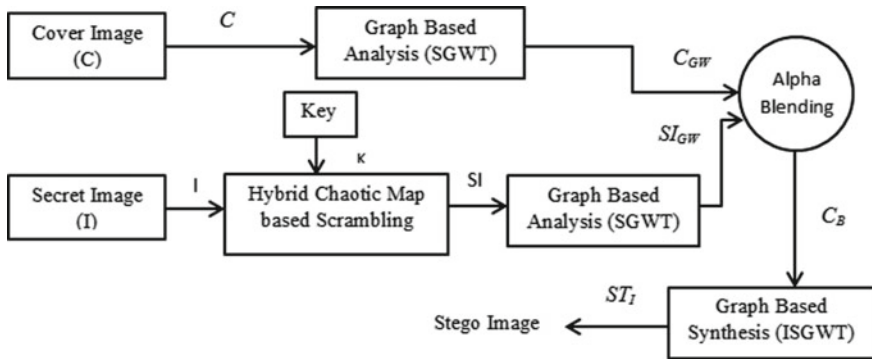 Cover Image
(C)
C
Graph Based
Analysis (SGWT)
C_GW
Alpha
Blending
Key
K
SI_GW
Secret Image
(I)
I
Hybrid Chaotic Map
based Scrambling
SI
Graph Based
Analysis (SGWT)
C_B
Stego Image
ST_I
Graph Based
Synthesis (ISGWT)